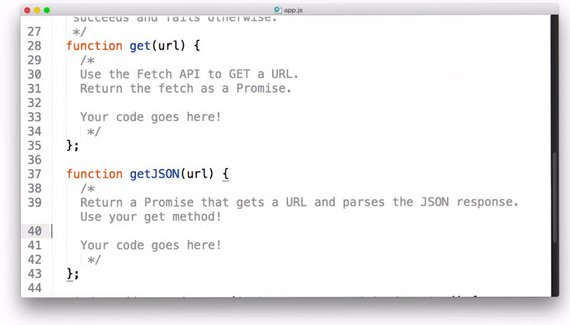 app.js
succeeds and fails otherwise.
27 */
28 function get(url) {
29 /*
30 Use the Fetch API to GET a URL.
31 Return the fetch as a Promise.
32
33 Your code goes here!
34 */
35 };
36
37 function getJSON(url) {
38 /*
39 Return a Promise that gets a URL and parses the JSON response.
Use your get method!
40
41 Your code goes here!
42 */
43 };
44